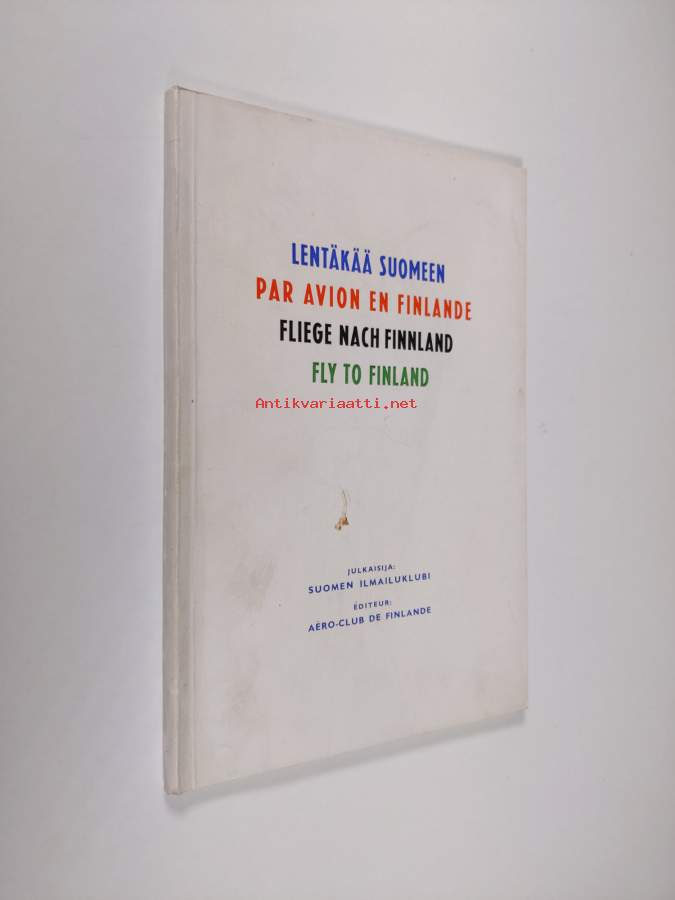 LENTÄKÄÄ SUOMEEN
PAR AVION EN FINLANDE
FLIEGE NACH FINNLAND
FLY TO FINLAND
Antikvariaatti.net
JULKAISIJA:
SUOMEN ILMAILUKLUBI
ÉDITEUR:
AÉRO-CLUB DE FINLANDE